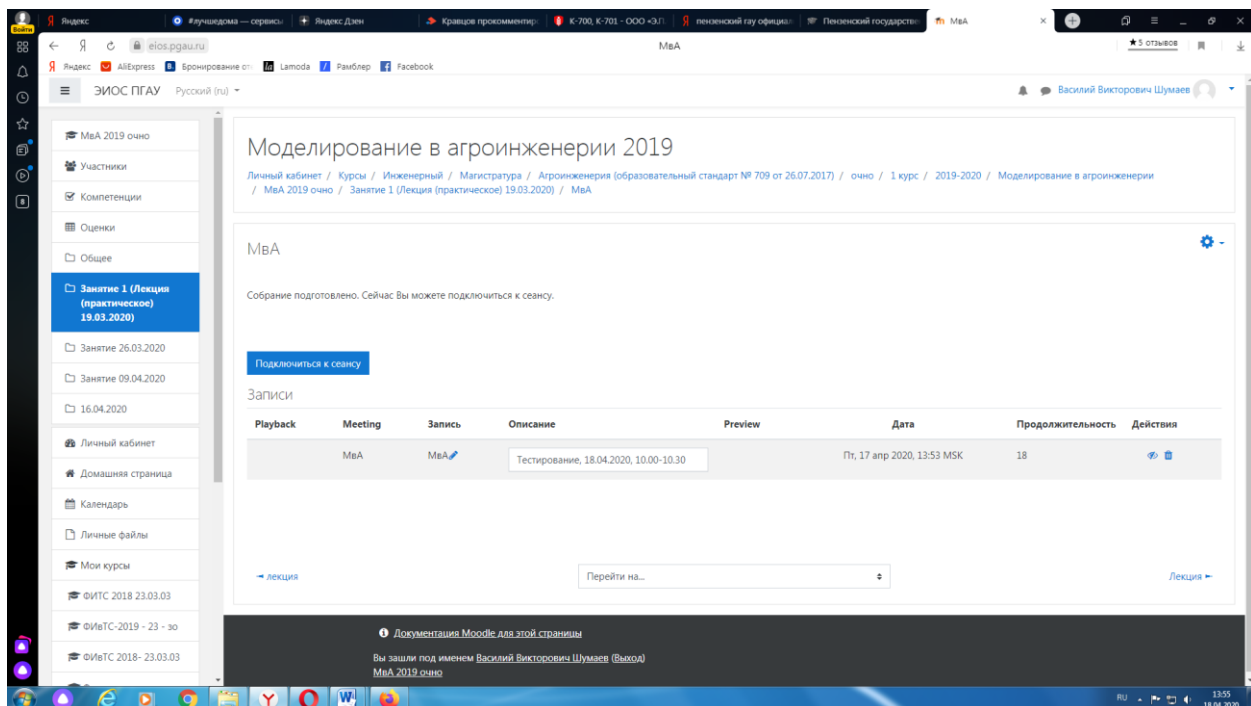 Яндекс
#лучшедома — сервисы
Яндекс.Дзен
Кравцов прокомментиро
К-700, К-701 - ООО «Э.Л
пензенский гау официал
Пензенский государствен
МвА
Войти
eios.pgau.ru
МвА
★5 отзывов
Яндекс AliExpress Бронирование от Lamoda Рамблер Facebook
ЭИОС ПГАУ Русский (ru)
Василий Викторович Шумаев
МвА 2019 очно
Участники
Компетенции
Оценки
Общее
Занятие 1 (Лекция
(практическое)
19.03.2020)
Занятие 26.03.2020
Занятие 09.04.2020
16.04.2020
Личный кабинет
Домашняя страница
Календарь
Личные файлы
Мои курсы
ФИТС 2018 23.03.03
ФИвТС-2019 - 23 - зо
ФИвТС 2018- 23.03.03
Моделирование в агроинженерии 2019
Личный кабинет / Курсы / Инженерный / Магистратура / Агроинженерия (образовательный стандарт № 709 от 26.07.2017) / очно / 1 курс / 2019-2020 / Моделирование в агроинженерии
/ МвА 2019 очно / Занятие 1 (Лекция (практическое) 19.03.2020) / МвА
МвА
Собрание подготовлено. Сейчас Вы можете подключиться к сеансу.
Подключиться к сеансу
Записи
Playback Meeting Запись Описание Preview Дата Продолжительность Действия
МвА МвА Тестирование, 18.04.2020, 10.00-10.30 Пт, 17 апр 2020, 13:53 MSK 18
лекция
Перейти на...
Лекция
Документация Moodle для этой страницы
Вы зашли под именем Василий Викторович Шумаев (Выход)
МвА 2019 очно
RU
13:55
18.04.2020